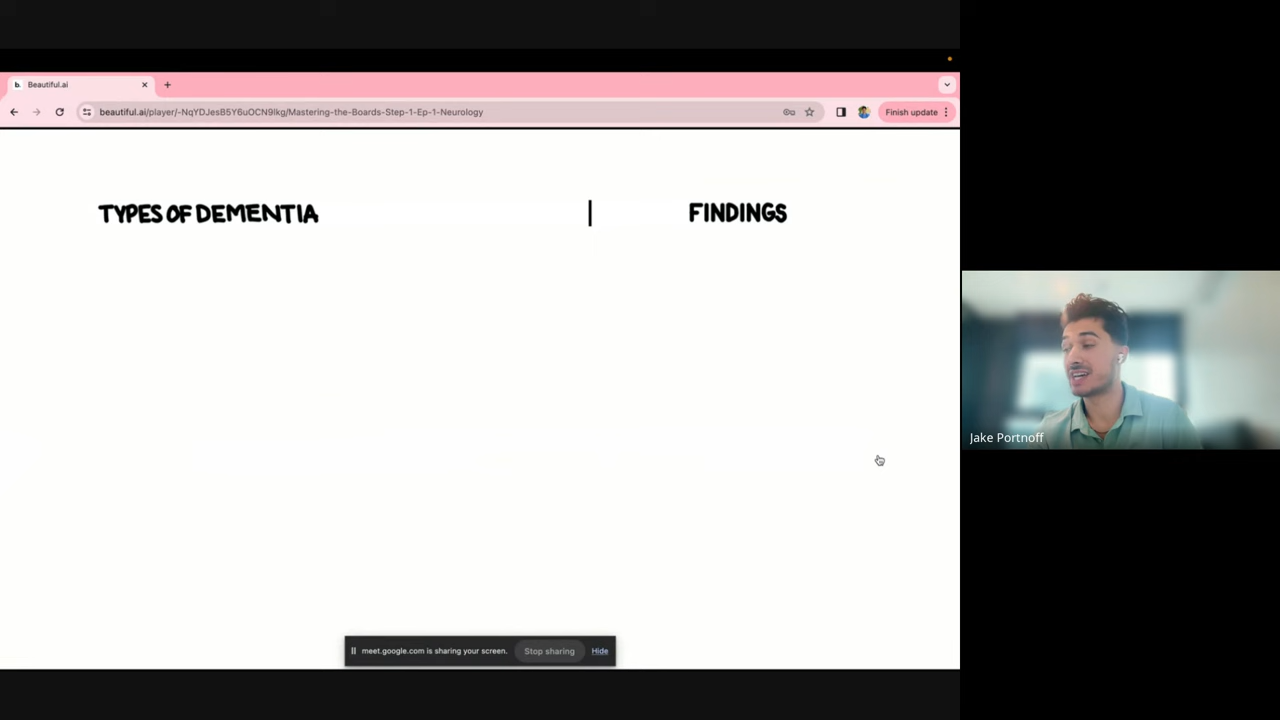 b. Beautiful.ai
beautiful.ai/player/-NqYDJesB5Y6uOCN9lkg/Mastering-the-Boards-Step-1-Ep-1-Neurology
Finish update
TYPES OF DEMENTIA | FINDINGS
Jake Portnoff
meet.google.com is sharing your screen. Stop sharing Hide